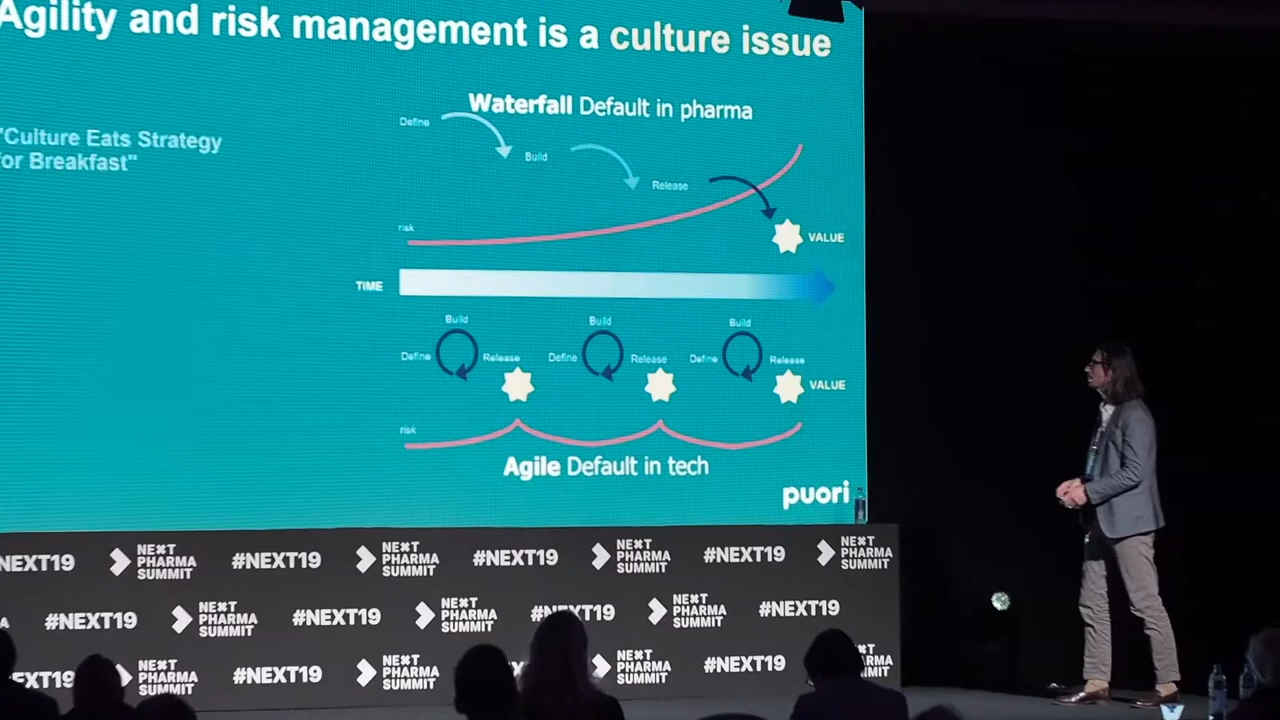 Agility and risk management is a culture issue
"Culture Eats Strategy
for Breakfast"
Waterfall Default in pharma
Define
Build
Release
risk
VALUE
TIME
Build
Build
Build
Define
Release
Define
Release
Define
Release
VALUE
risk
Agile Default in tech
puori
NEXT19
NEXT
PHARMA
SUMMIT
#NEXT19
NEXT
PHARMA
SUMMIT
#NEXT19
NEXT
PHARMA
SUMMIT
#NEXT19
NEXT
PHARMA
SUMMIT
#NEXT19
NEXT
PHARMA
SUMMIT
#NEXT19
NEXT
PHARMA
SUMMIT
#NEXT19
NEXT
PHARMA
SUMMIT
#NEXT19
NEXT
PHARMA
SUMMIT
#NEXT19
NEXT
PHARMA
SUMMIT
NEXT
PHARMA
SUMMIT
#NEXT19